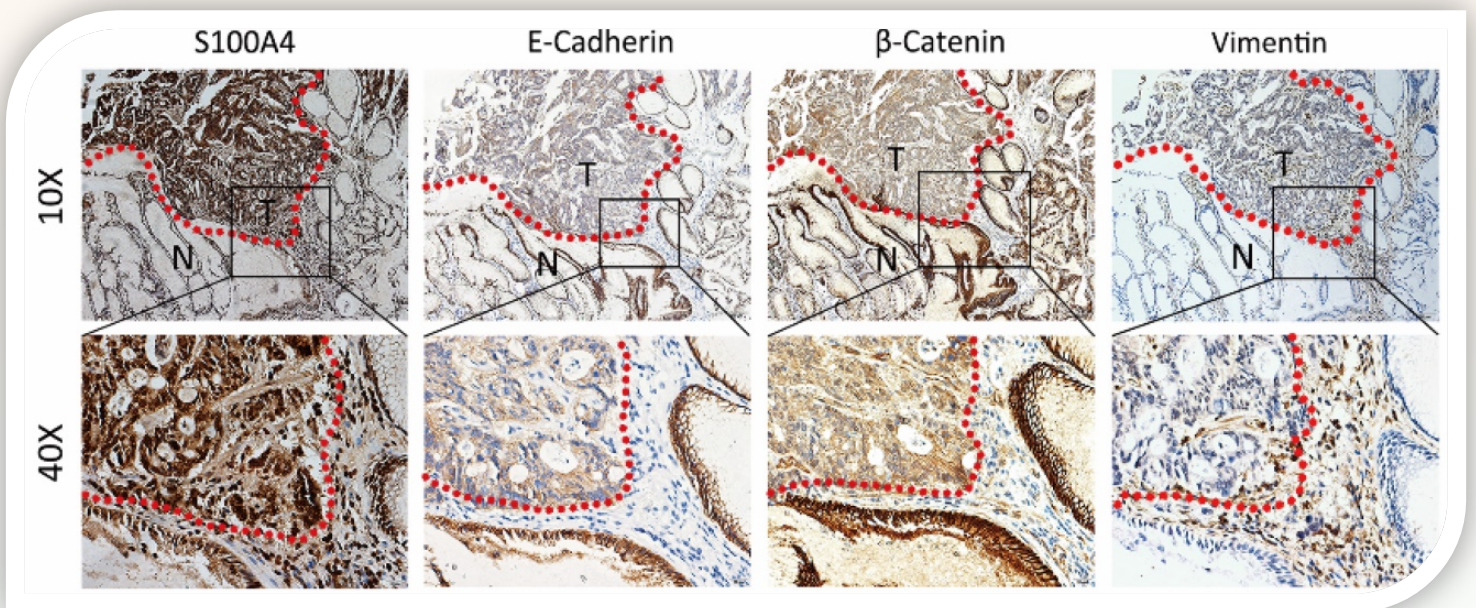 S100A4 E-Cadherin β-Catenin Vimentin
10X
T T T T
N N N N
40X